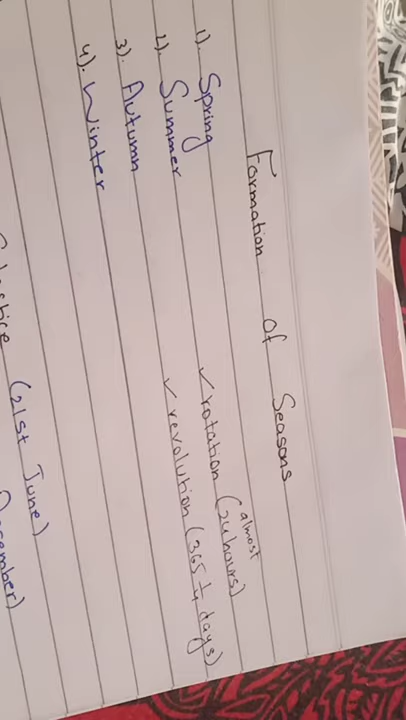 Formation of Seasons
1). Spring ✓ rotation (24 hours) almost
2). Summer ✓ revolution (365 1/4 days)
3). Autumn
4). Winter
(21st June)